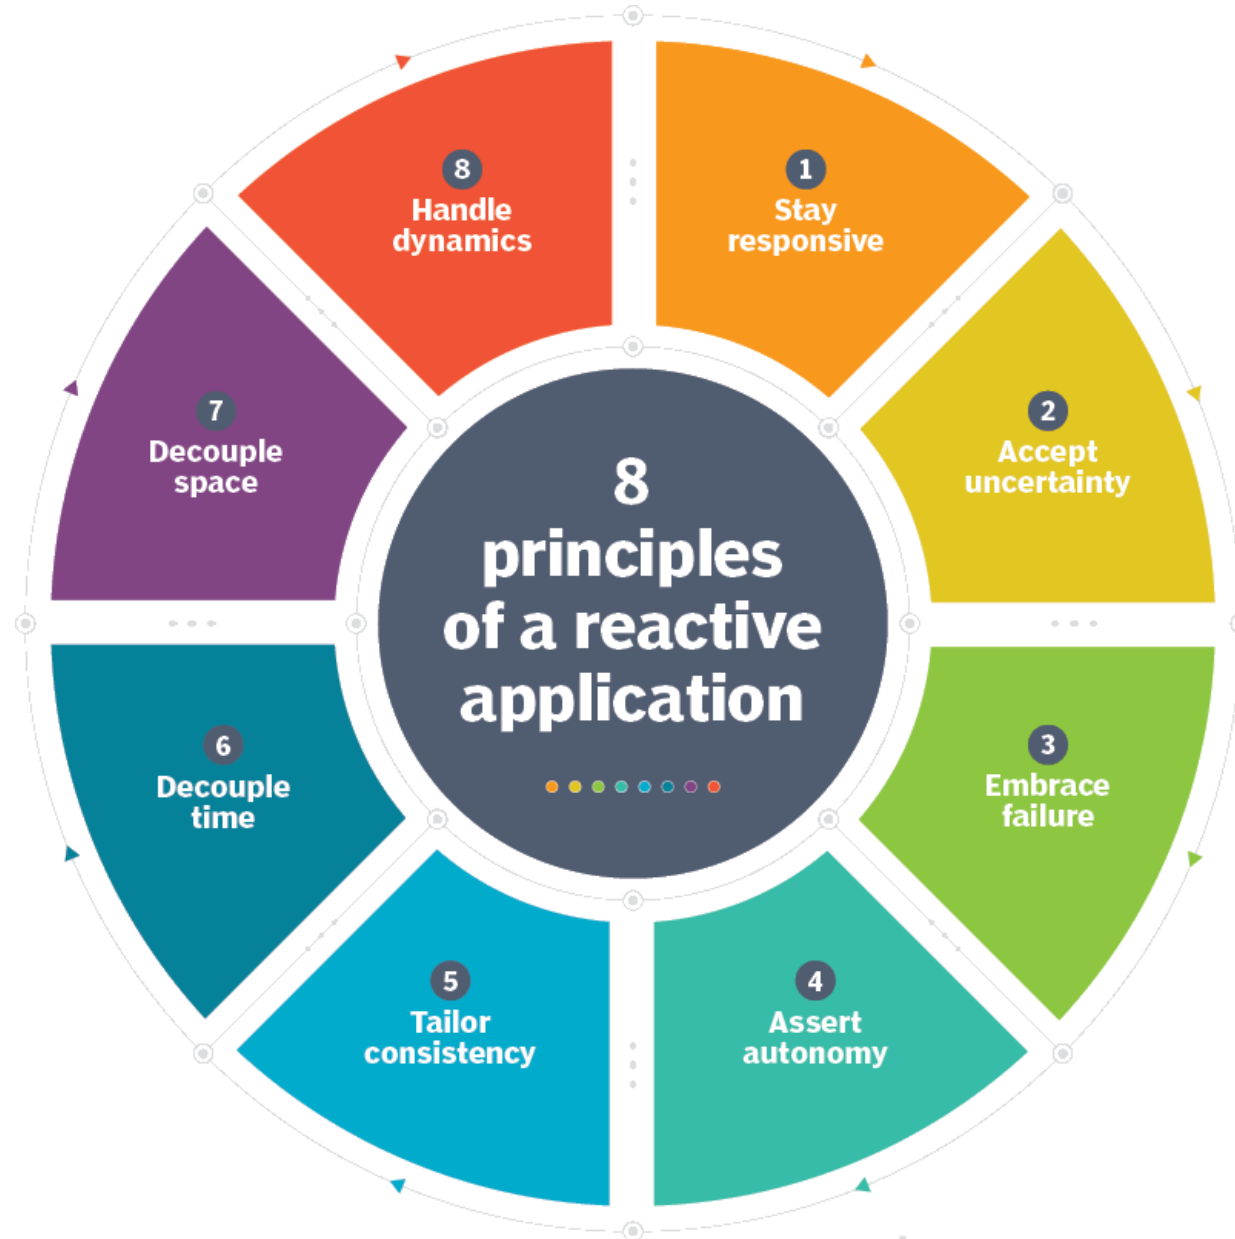 8
principles
of a reactive
application
1
Stay
responsive
2
Accept
uncertainty
3
Embrace
failure
4
Assert
autonomy
5
Tailor
consistency
6
Decouple
time
7
Decouple
space
8
Handle
dynamics